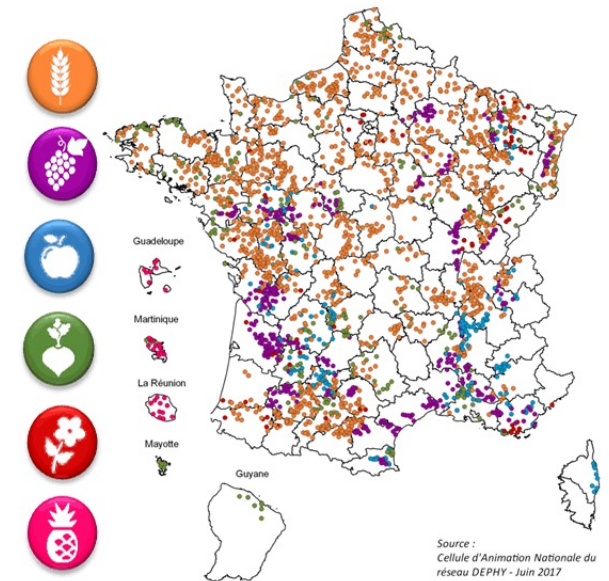 Guadeloupe
Martinique
La Réunion
Mayotte
Guyane
Source :
Cellule d'Animation Nationale du
réseau DEPHY - Juin 2017